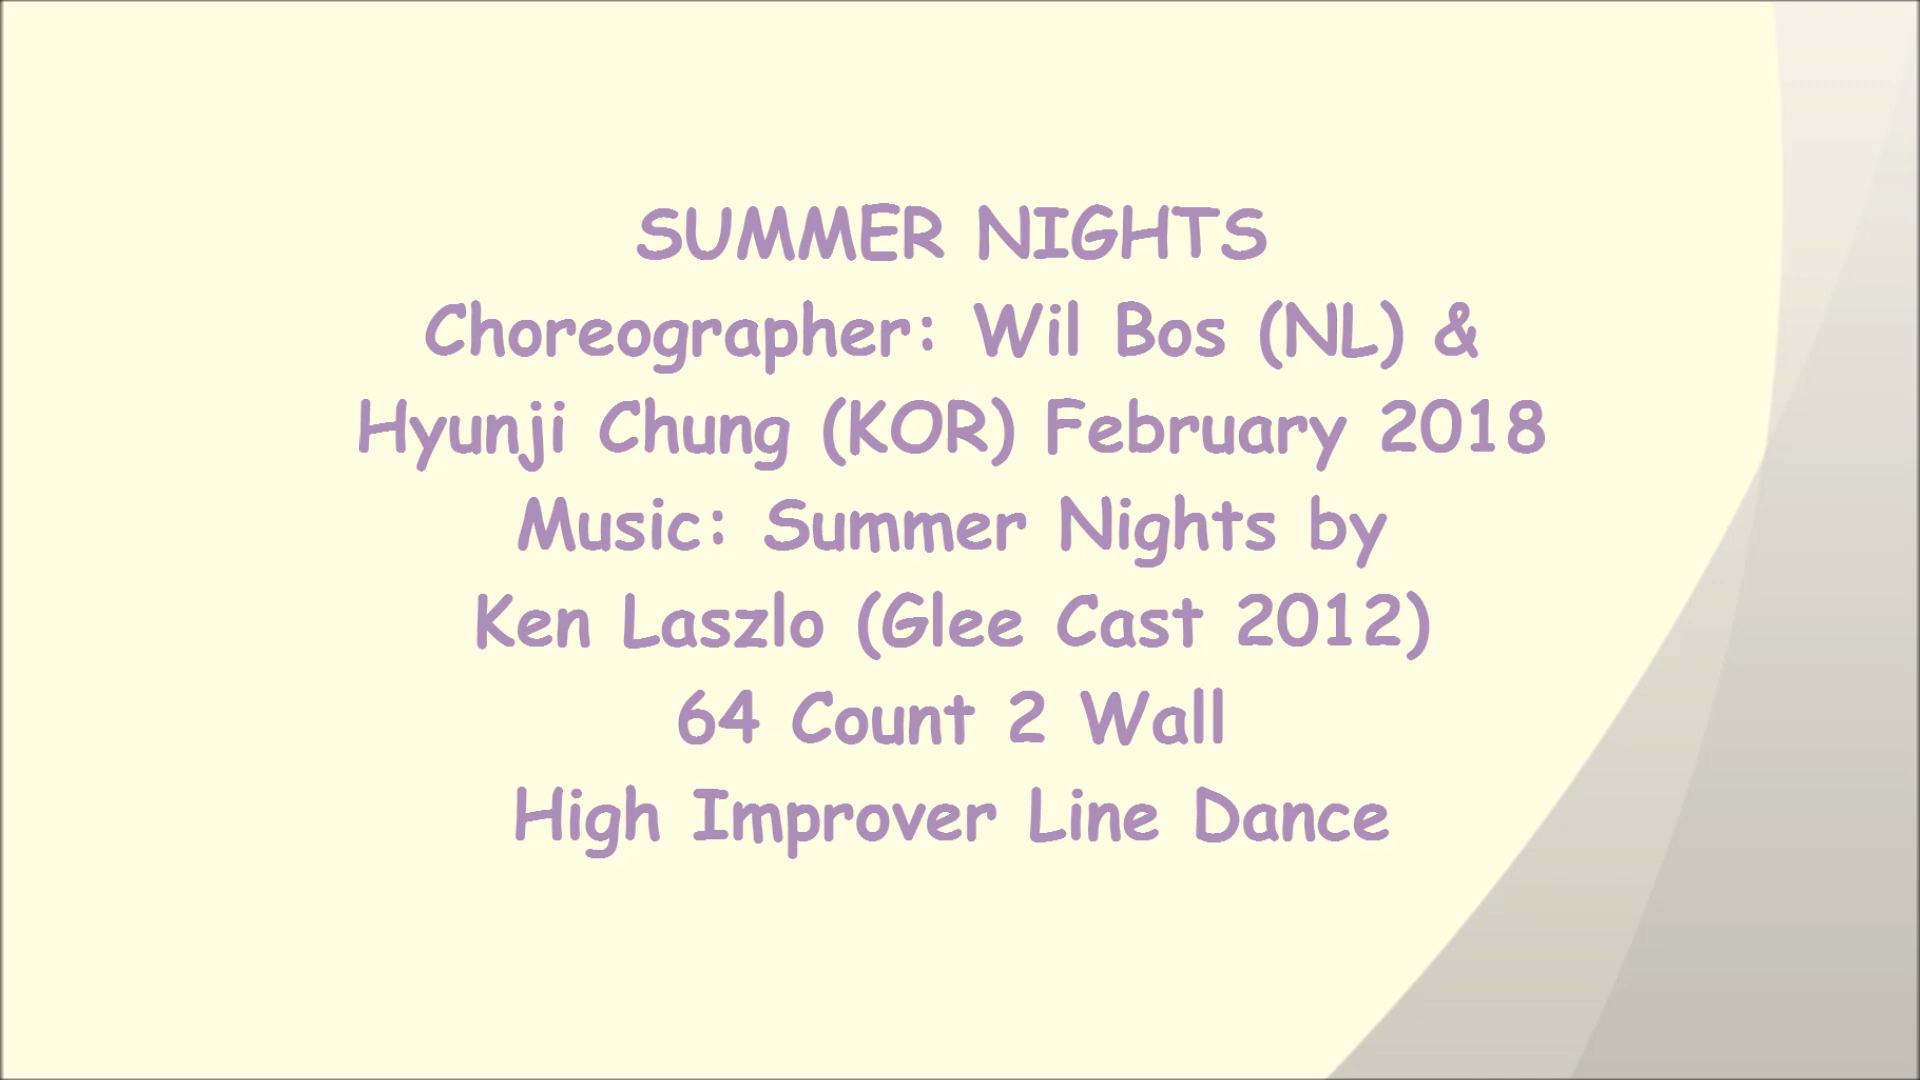 SUMMER NIGHTS
Choreographer: Wil Bos (NL) &
Hyunji Chung (KOR) February 2018
Music: Summer Nights by
Ken Laszlo (Glee Cast 2012)
64 Count 2 Wall
High Improver Line Dance